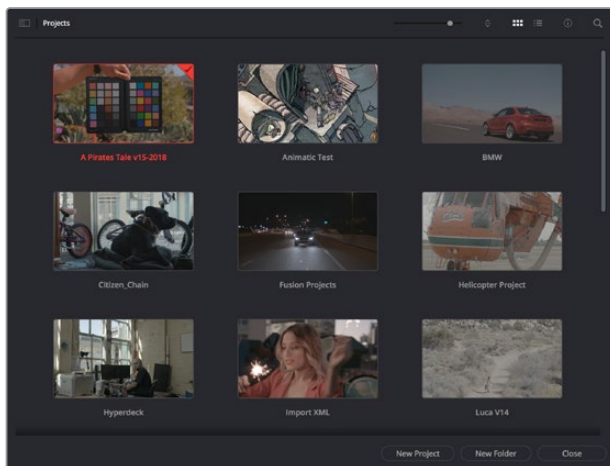 Projects
A Pirates Tale v15-2018
Animatic Test
BMW
Citizen_Chain
Fusion Projects
Helicopter Project
Hyperdeck
Import XML
Luca V14
New Project
New Folder
Close